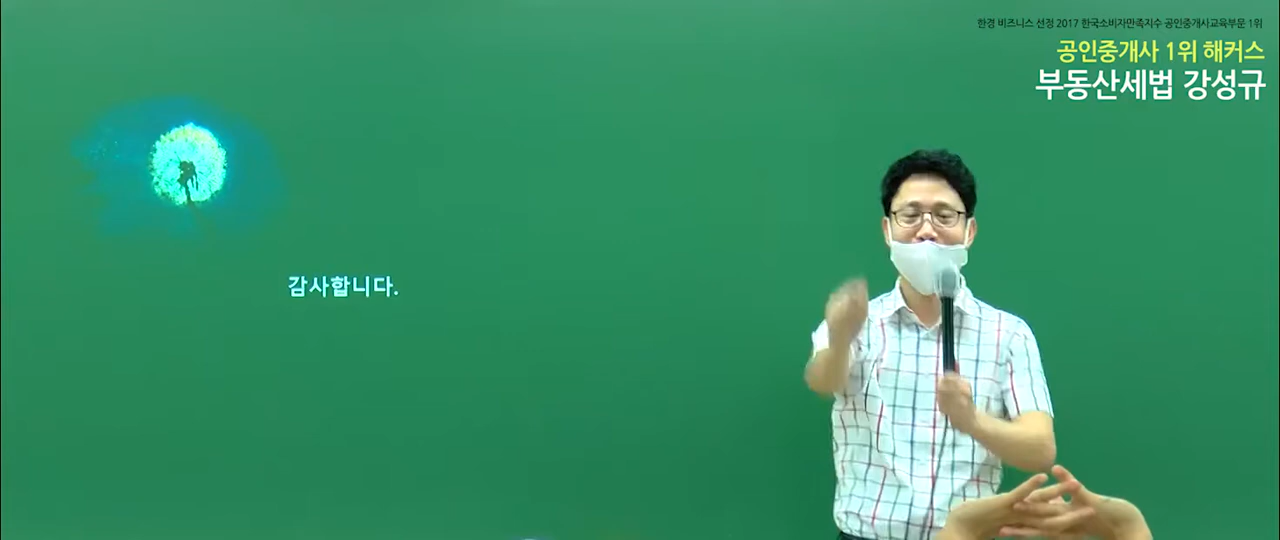 한경 비즈니스 선정 2017 한국소비자만족지수 공인중개사교육부문 1위
공인중개사 1위 해커스
부동산세법 강성규
감사합니다.